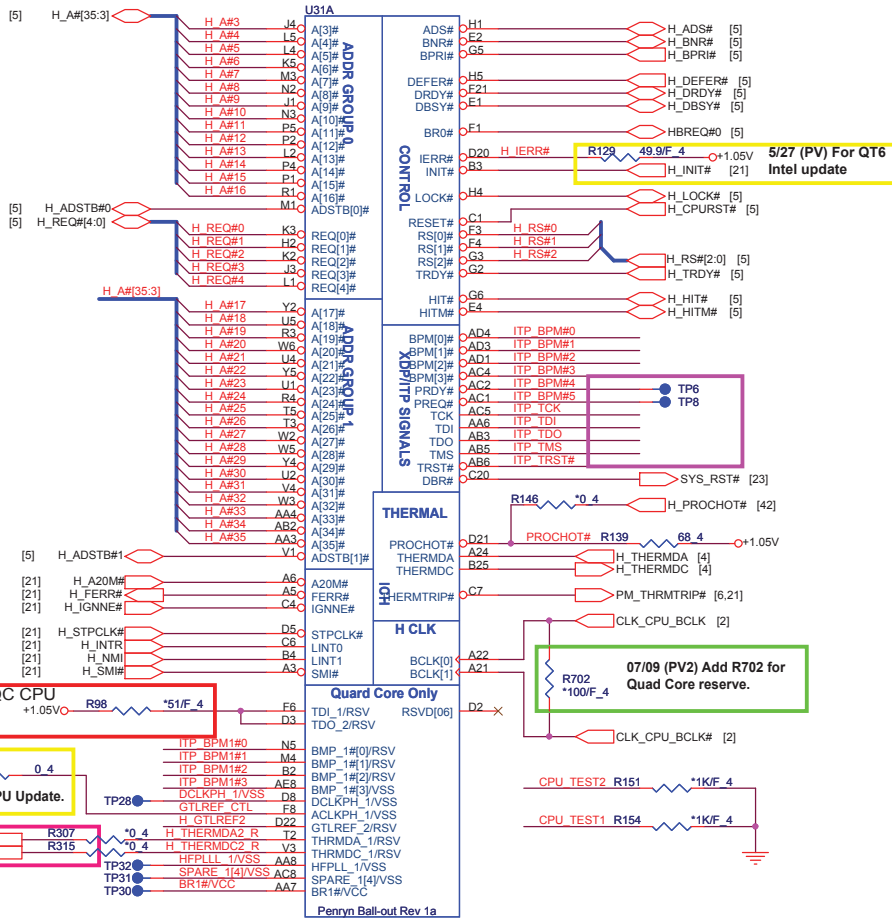 U31A
[5] H_A#[35:3]
H_A#3 J4 A[3]#
H_A#4 L5 A[4]#
H_A#5 L4 A[5]#
H_A#6 K5 A[6]#
H_A#7 M3 A[7]#
H_A#8 N2 A[8]#
H_A#9 J1 A[9]#
H_A#10 N3 A[10]#
H_A#11 P5 A[11]#
H_A#12 P2 A[12]#
H_A#13 L2 A[13]#
H_A#14 P4 A[14]#
H_A#15 P1 A[15]#
H_A#16 R1 A[16]#
[5] H_ADSTB#0 M1 ADSTB[0]#
[5] H_REQ#[4:0]
H_REQ#0 K3 REQ[0]#
H_REQ#1 H2 REQ[1]#
H_REQ#2 K2 REQ[2]#
H_REQ#3 J3 REQ[3]#
H_REQ#4 L1 REQ[4]#
ADDR GROUP 0
H_A#[35:3]
H_A#17 Y2 A[17]#
H_A#18 U5 A[18]#
H_A#19 R3 A[19]#
H_A#20 W6 A[20]#
H_A#21 U4 A[21]#
H_A#22 Y5 A[22]#
H_A#23 U1 A[23]#
H_A#24 R4 A[24]#
H_A#25 T5 A[25]#
H_A#26 T3 A[26]#
H_A#27 W2 A[27]#
H_A#28 W5 A[28]#
H_A#29 Y4 A[29]#
H_A#30 U2 A[30]#
H_A#31 V4 A[31]#
H_A#32 W3 A[32]#
H_A#33 AA4 A[33]#
H_A#34 AB2 A[34]#
H_A#35 AA3 A[35]#
[5] H_ADSTB#1 V1 ADSTB[1]#
ADDR GROUP 1
[21] H_A20M# A6 A20M#
[21] H_FERR# A5 FERR#
[21] H_IGNNE# C4 IGNNE#
[21] H_STPCLK# D5 STPCLK#
[21] H_INTR C6 LINT0
[21] H_NMI B4 LINT1
[21] H_SMI# A3 SMI#
ICH
CONTROL
ADS# H1 H_ADS# [5]
BNR# E2 H_BNR# [5]
BPRI# G5 H_BPRI# [5]
DEFER# H5 H_DEFER# [5]
DRDY# F21 H_DRDY# [5]
DBSY# E1 H_DBSY# [5]
BR0# F1 HBREQ#0 [5]
IERR# D20 H_IERR# R129 49.9/F_4 +1.05V
INIT# B3 H_INIT# [21]
5/27 (PV) For QT6
Intel update
LOCK# H4 H_LOCK# [5]
RESET# C1 H_CPURST# [5]
RS[0]# F3 H_RS#0
RS[1]# F4 H_RS#1
RS[2]# G3 H_RS#2 H_RS#[2:0] [5]
TRDY# G2 H_TRDY# [5]
HIT# G6 H_HIT# [5]
HITM# E4 H_HITM# [5]
XDP/ITP SIGNALS
BPM[0]# AD4 ITP_BPM#0
BPM[1]# AD3 ITP_BPM#1
BPM[2]# AD1 ITP_BPM#2
BPM[3]# AC4 ITP_BPM#3
PRDY# AC2 ITP_BPM#4 TP6
PREQ# AC1 ITP_BPM#5 TP8
TCK AC5 ITP_TCK
TDI AA6 ITP_TDI
TDO AB3 ITP_TDO
TMS AB5 ITP_TMS
TRST# AB6 ITP_TRST#
DBR# C20 SYS_RST# [23]
THERMAL
R146 *0_4 H_PROCHOT# [42]
PROCHOT# D21 PROCHOT# R139 68_4 +1.05V
THERMDA A24 H_THERMDA [4]
THERMDC B25 H_THERMDC [4]
THERMTRIP# C7 PM_THRMTRIP# [6,21]
H CLK
CLK_CPU_BCLK [2]
BCLK[0] A22
BCLK[1] A21
R702
*100/F_4
07/09 (PV2) Add R702 for
Quad Core reserve.
CLK_CPU_BCLK# [2]
QC CPU
+1.05V R98 *51/F_4
Quard Core Only
F6 TDI_1/RSV
D3 TDO_2/RSV
RSVD[06] D2
ITP_BPM1#0 N5 BMP_1#[0]/RSV
ITP_BPM1#1 M4 BMP_1#[1]/RSV
ITP_BPM1#2 B2 BMP_1#[2]/RSV
ITP_BPM1#3 AE8 BMP_1#[3]/VSS
TP28 DCLKPH_1/VSS D8 DCLKPH_1/VSS
0_4
PU Update.
GTLREF_CTL F8 ACLKPH_1/VSS
H_GTLREF2 D22 GTLREF_2/RSV
R307 *0_4 H_THERMDA2_R T2 THRMDA_1/RSV
R315 *0_4 H_THERMDC2_R V3 THRMDC_1/RSV
TP32 HFPLLL_1/VSS AA8 HFPLL_1/VSS
TP31 SPARE_1[4]/VSS AC8 SPARE_1[4]/VSS
TP30 BR1#/VCC AA7 BR1#/VCC
CPU_TEST2 R151 *1K/F_4
CPU_TEST1 R154 *1K/F_4
Penryn Ball-out Rev 1a